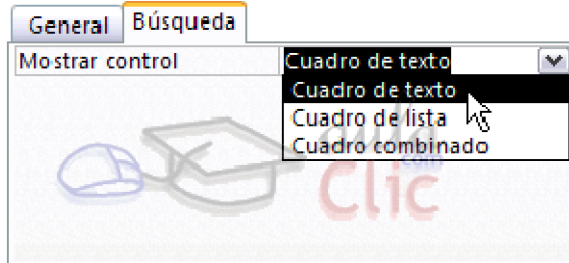 General Búsqueda
Mostrar control Cuadro de texto
Cuadro de texto
Cuadro de lista
Cuadro combinado
aula
.com
Clic